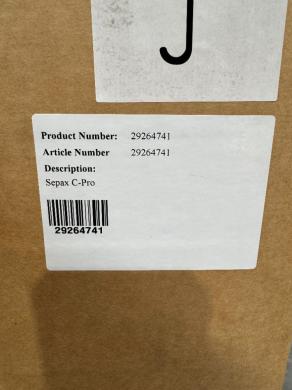 Product Number: 29264741
Article Number 29264741
Description:
Sepax C-Pro
29264741